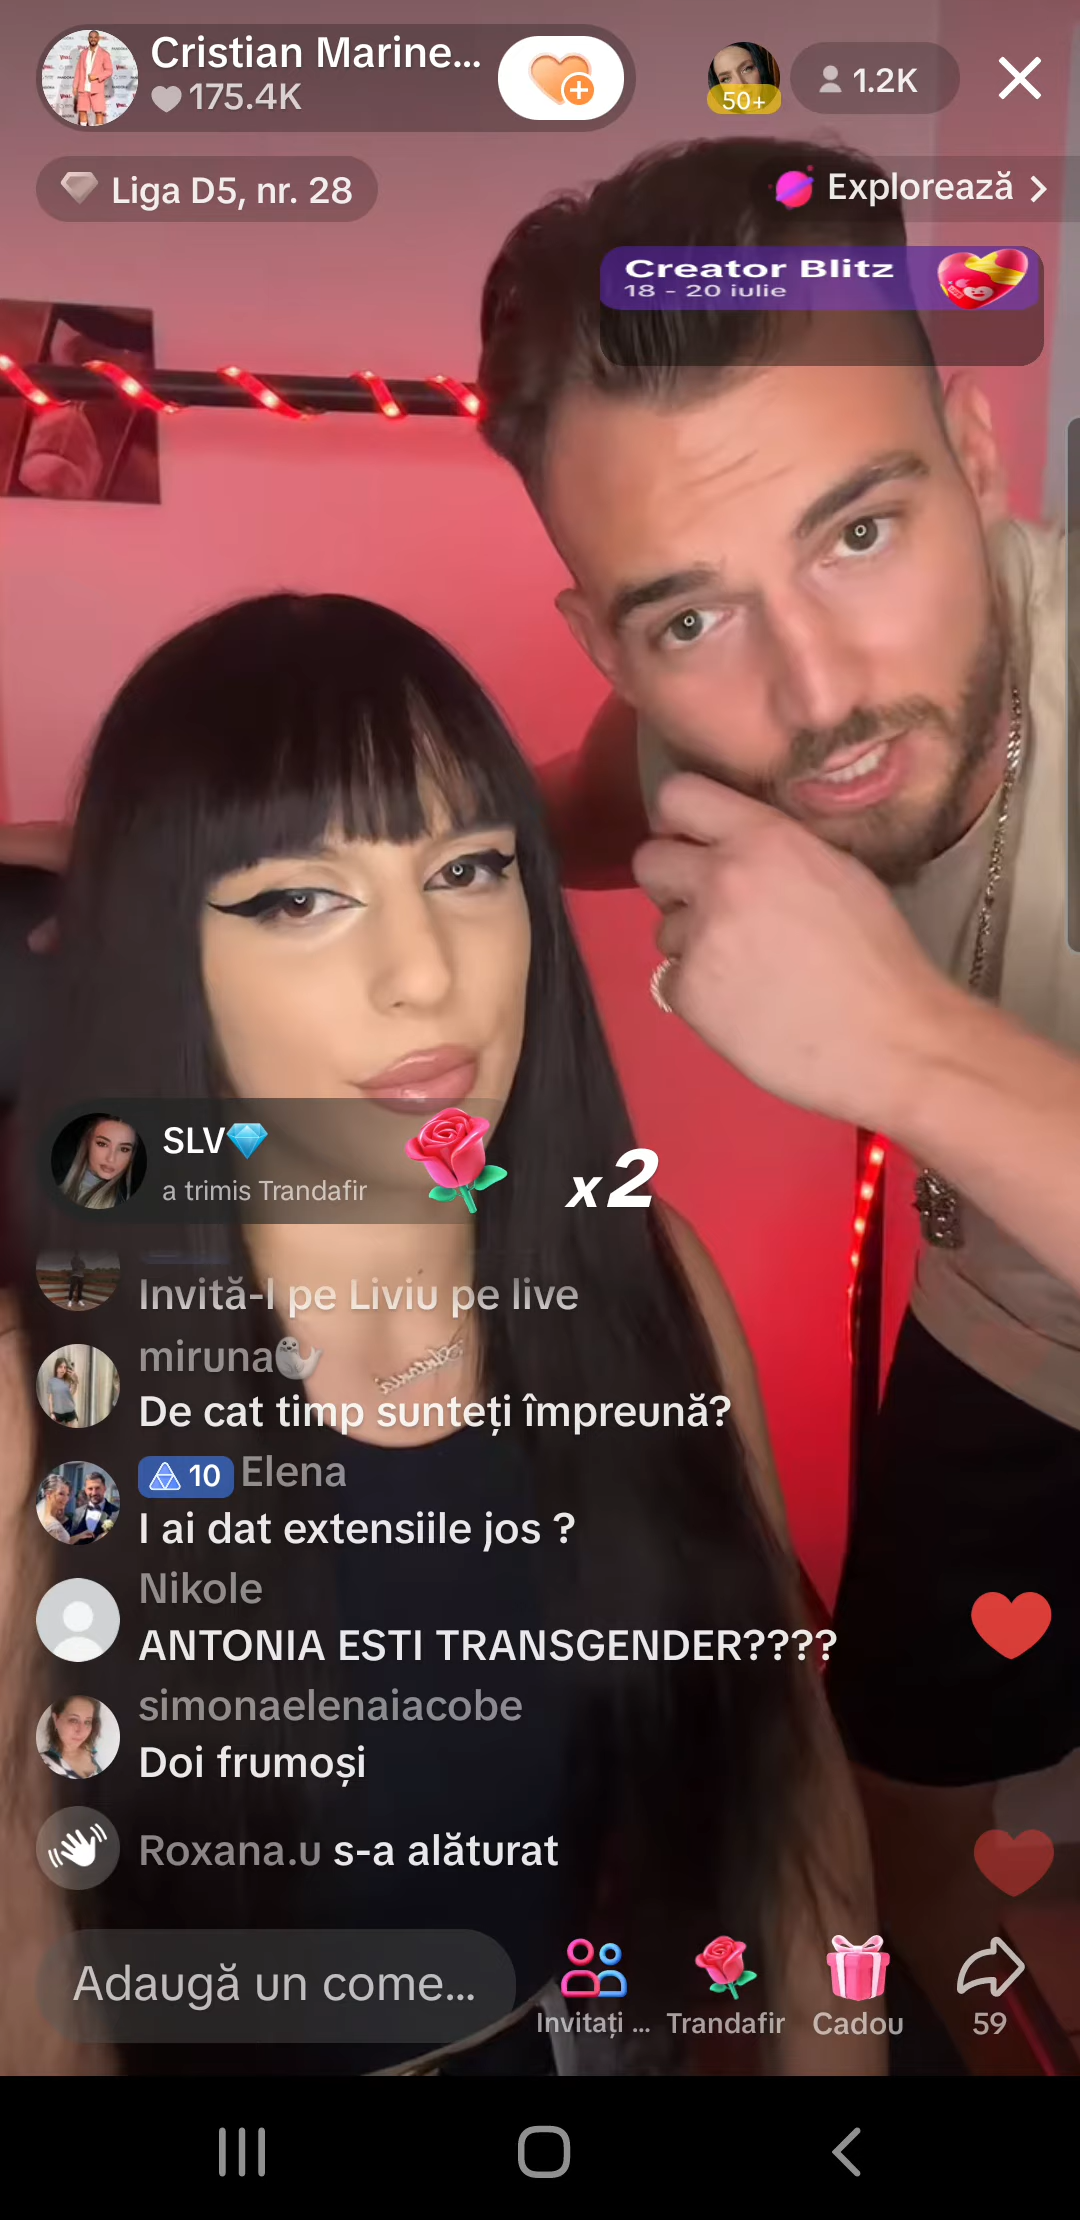 Cristian Marine...
175.4K
50+
1.2K
Liga D5, nr. 28
Explorează
Creator Blitz
18 - 20 iulie
SLV
a trimis Trandafir
x2
Invită-l pe Liviu pe live
miruna
De cat timp sunteți împreună?
10 Elena
I ai dat extensiile jos ?
Nikole
ANTONIA ESTI TRANSGENDER????
simonaelenaiacobe
Doi frumoși
Roxana.u s-a alăturat
Adaugă un come...
Invitați ...
Trandafir
Cadou
59